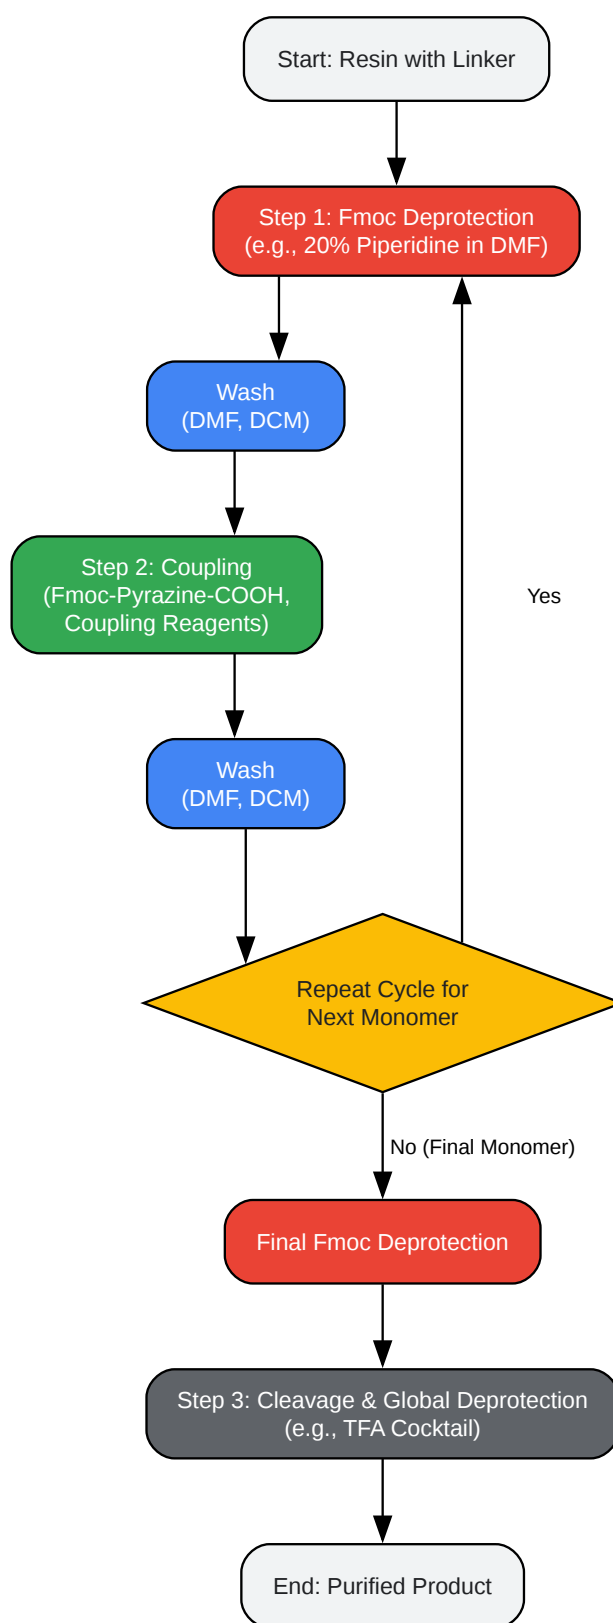 Start: Resin with Linker
Step 1: Fmoc Deprotection
(e.g., 20% Piperidine in DMF)
Wash
(DMF, DCM)
Step 2: Coupling
(Fmoc-Pyrazine-COOH,
Coupling Reagents)
Yes
Wash
(DMF, DCM)
Repeat Cycle for
Next Monomer
No (Final Monomer)
Final Fmoc Deprotection
Step 3: Cleavage & Global Deprotection
(e.g., TFA Cocktail)
End: Purified Product